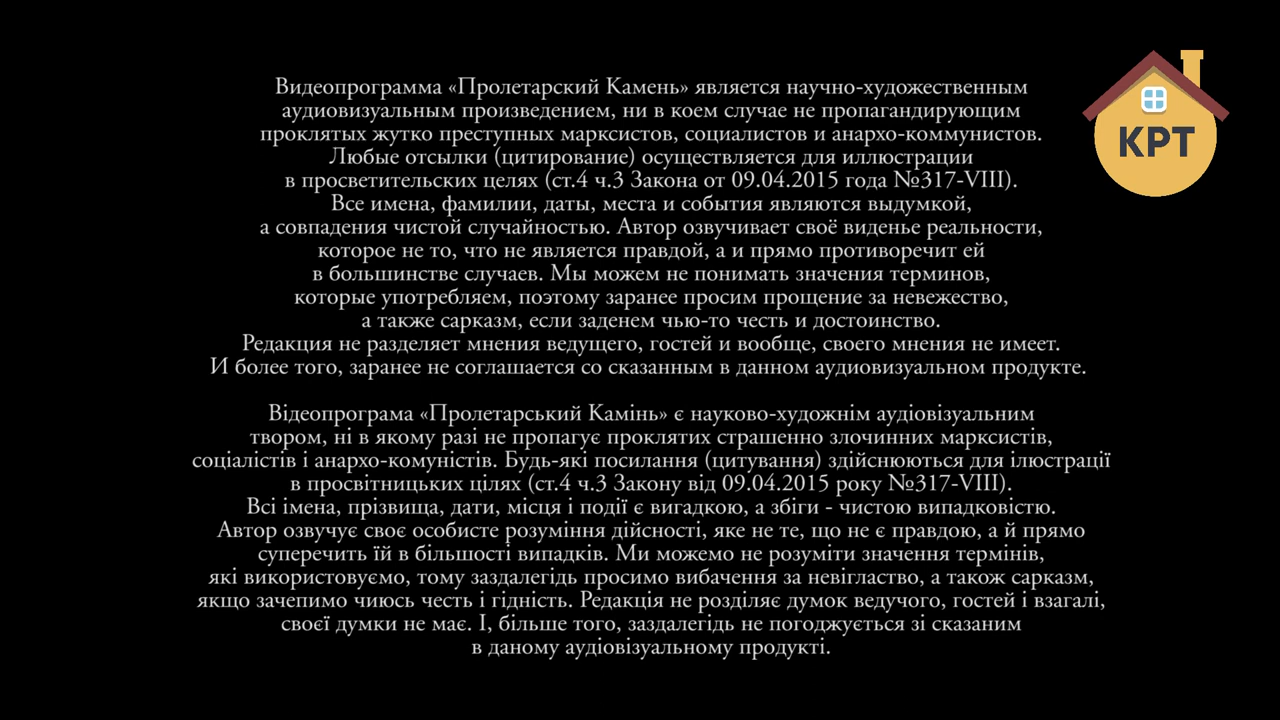 Видеопрограмма «Пролетарский Камень» является научно-художественным
аудиовизуальным произведением, ни в коем случае не пропагандирующим
проклятых жутко преступных марксистов, социалистов и анархо-коммунистов.
Любые отсылки (цитирование) осуществляется для иллюстрации
в просветительских целях (ст.4 ч.3 Закона от 09.04.2015 года №317-VIII).
Все имена, фамилии, даты, места и события являются выдумкой,
а совпадения чистой случайностью. Автор озвучивает своё виденье реальности,
которое не то, что не является правдой, а и прямо противоречит ей
в большинстве случаев. Мы можем не понимать значения терминов,
которые употребляем, поэтому заранее просим прощение за невежество,
а также сарказм, если заденем чью-то честь и достоинство.
Редакция не разделяет мнения ведущего, гостей и вообще, своего мнения не имеет.
И более того, заранее не соглашается со сказанным в данном аудиовизуальном продукте.
Відеопрограма «Пролетарський Камінь» є науково-художнім аудіовізуальним
твором, ні в якому разі не пропагує проклятих страшенно злочинних марксистів,
соціалістів і анархо-комуністів. Будь-які посилання (цитування) здійснюються для ілюстрації
в просвітницьких цілях (ст.4 ч.3 Закону від 09.04.2015 року №317-VIII).
Всі імена, прізвища, дати, місця і події є вигадкою, а збіги - чистою випадковістю.
Автор озвучує своє особисте розуміння дійсності, яке не те, що не є правдою, а й прямо
суперечить їй в більшості випадків. Ми можемо не розуміти значення термінів,
які використовуємо, тому заздалегідь просимо вибачення за невігластво, а також сарказм,
якщо зачепимо чиюсь честь і гідність. Редакція не розділяє думок ведучого, гостей і взагалі,
своєї думки не має. І, більше того, заздалегідь не погоджується зі сказаним
в даному аудіовізуальному продукті.
КРТ